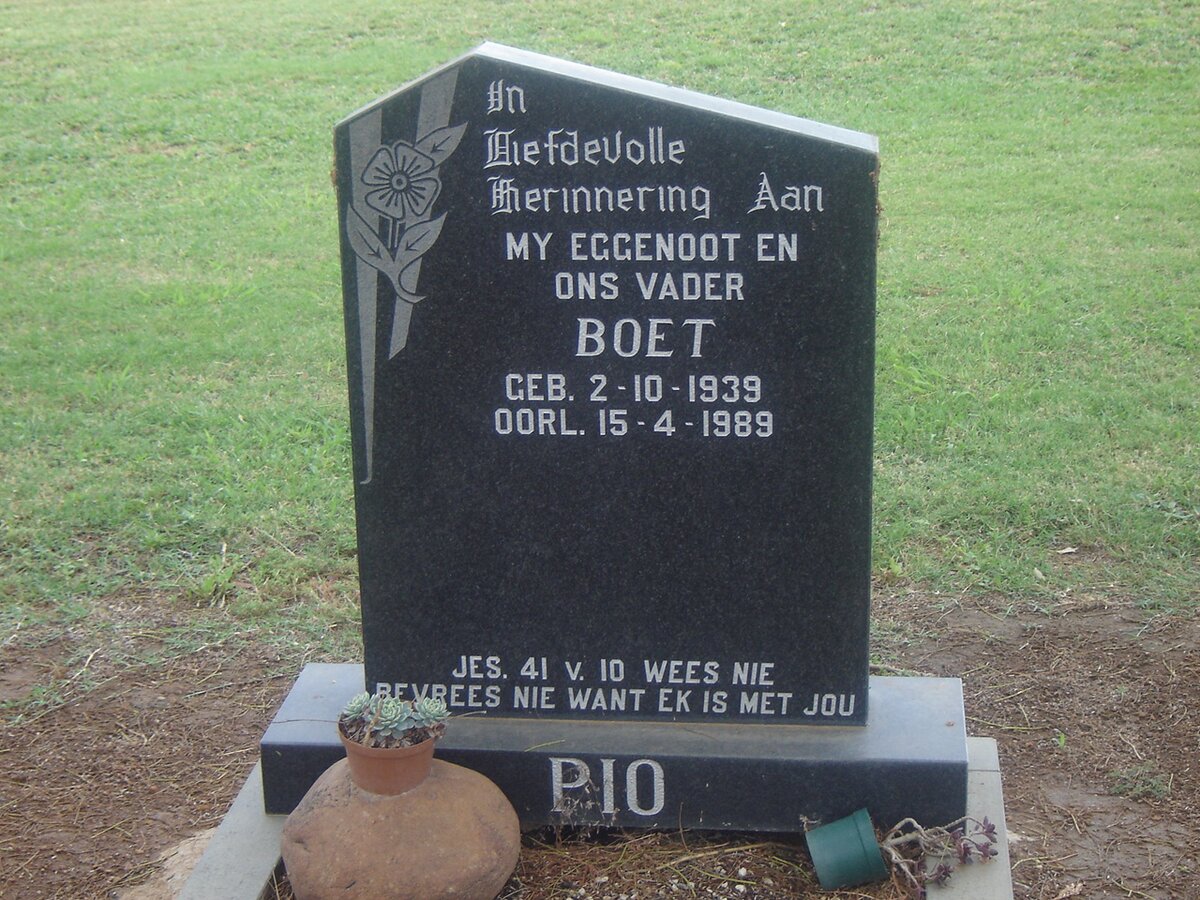 In
Liefdevolle
Herinnering Aan
MY EGGENOOT EN
ONS VADER
BOET
GEB. 2-10-1939
OORL. 15-4-1989
JES. 41 V. 10 WEES NIE
BEVREES NIE WANT EK IS MET JOU
PIO